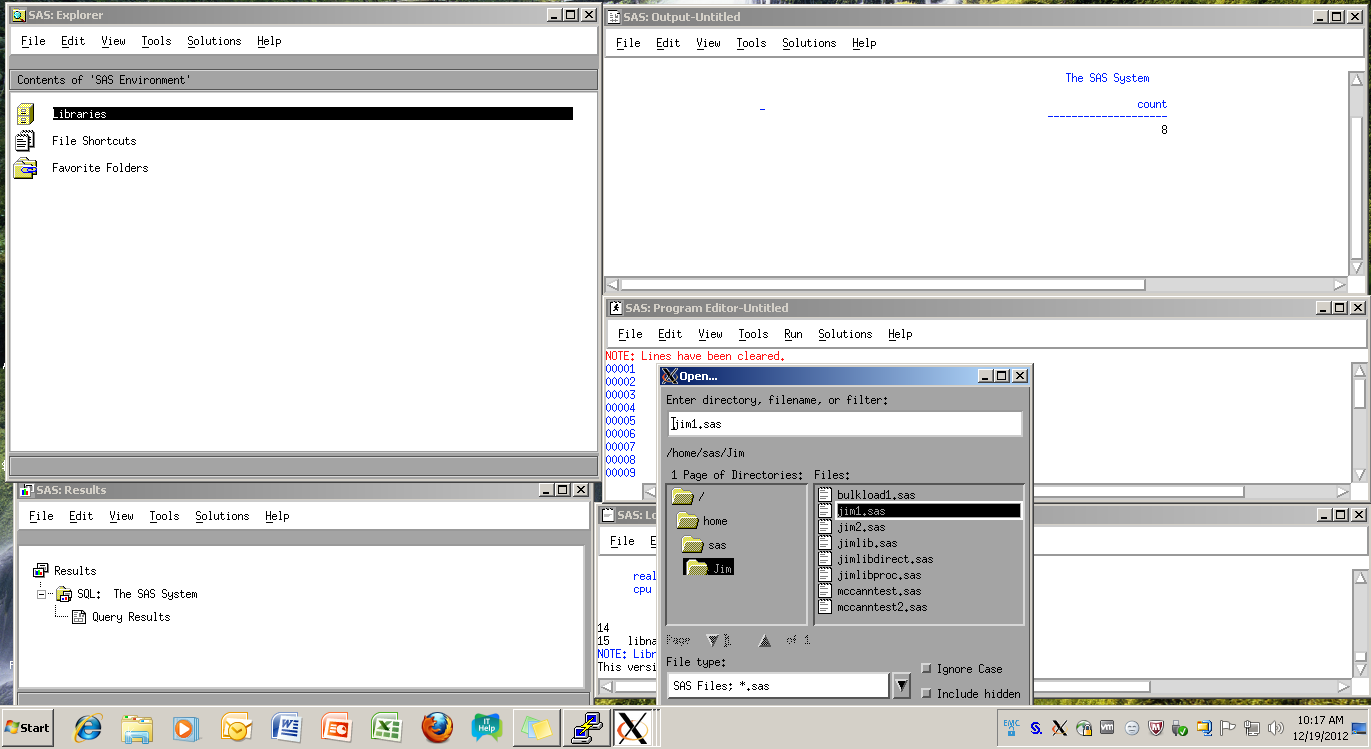 SAS: Explorer
File Edit View Tools Solutions Help
Contents of 'SAS Environment'
Libraries
File Shortcuts
Favorite Folders
SAS: Output-Untitled
File Edit View Tools Solutions Help
The SAS System
count
--------------------
8
SAS: Program Editor-Untitled
File Edit View Tools Run Solutions Help
NOTE: Lines have been cleared.
00001
00002
00003
00004
00005
00006
00007
00008
00009
Open...
Enter directory, filename, or filter:
jim1.sas
/home/sas/Jim
1 Page of Directories: Files:
/
home
sas
Jim
bulkload1.sas
jim1.sas
jim2.sas
jimlib.sas
jimlibdirect.sas
jimlibproc.sas
mccanntest.sas
mccanntest2.sas
Page 1 of 1
File type:
SAS Files: *.sas
Ignore Case
Include hidden
SAS: Results
File Edit View Tools Solutions Help
Results
SQL: The SAS System
Query Results
SAS: Lo
File E
real
cpu
14
15 libna
NOTE: Libr
This versi
Start
IT
Help
EMC
10:17 AM
12/19/2012